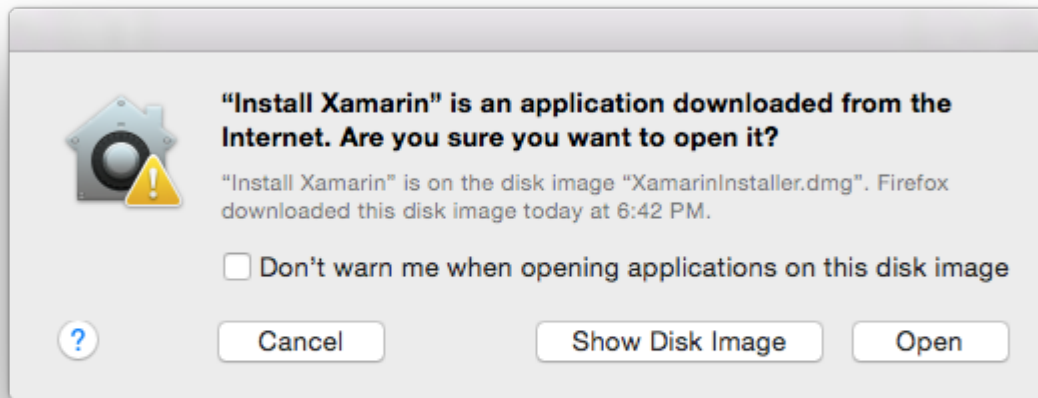 “Install Xamarin” is an application downloaded from the
Internet. Are you sure you want to open it?
“Install Xamarin” is on the disk image “XamarinInstaller.dmg”. Firefox
downloaded this disk image today at 6:42 PM.
Don’t warn me when opening applications on this disk image
?
Cancel
Show Disk Image
Open